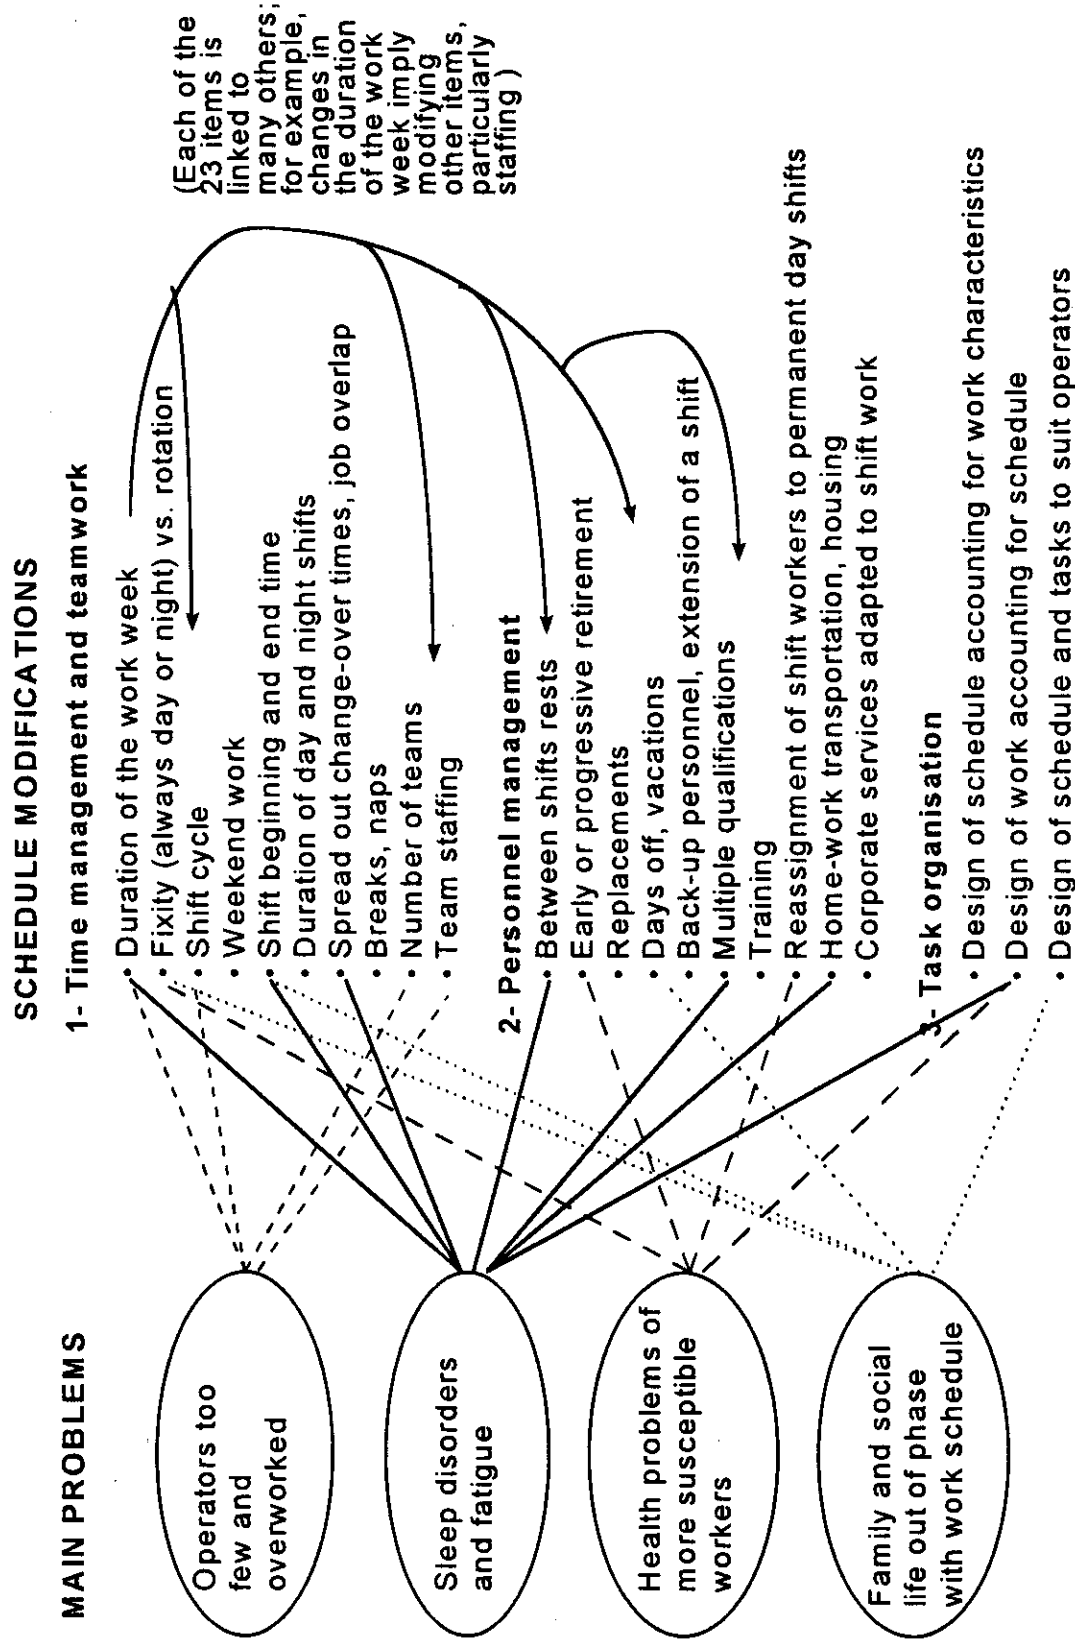 SCHEDULE MODIFICATIONS
MAIN PROBLEMS
Operators too
few and
overworked
Sleep disorders
and fatigue
Health problems of
more susceptible
workers
Family and social
life out of phase
with work schedule
1- Time management and teamwork
• Duration of the work week
• Fixity (always day or night) vs. rotation
• Shift cycle
• Weekend work
• Shift beginning and end time
• Duration of day and night shifts
• Spread out change-over times, job overlap
• Breaks, naps
• Number of teams
• Team staffing
2- Personnel management
• Between shifts rests
• Early or progressive retirement
• Replacements
• Days off, vacations
• Back-up personnel, extension of a shift
• Multiple qualifications
• Training
• Reassignment of shift workers to permanent day shifts
• Home-work transportation, housing
• Corporate services adapted to shift work
3- Task organisation
• Design of schedule accounting for work characteristics
• Design of work accounting for schedule
• Design of schedule and tasks to suit operators
(Each of the
23 items is
linked to
many others;
for example,
changes in
the duration
of the work
week imply
modifying
other items,
particularly
staffing )